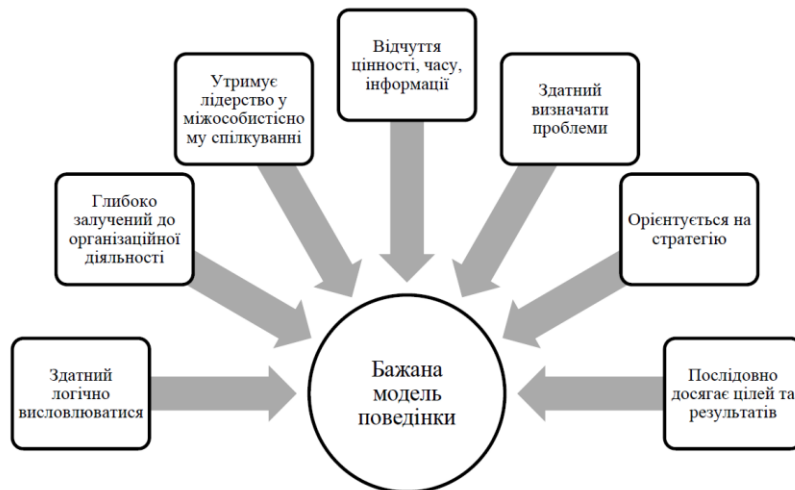 Відчуття
цінності, часу,
інформації
Утримує
лідерство у
міжособистісно
му спілкуванні
Здатний
визначати
проблеми
Глибоко
залучений до
організаційної
діяльності
Орієнтується на
стратегію
Здатний
логічно
висловлюватися
Бажана
модель
поведінки
Послідовно
досягає цілей та
результатів